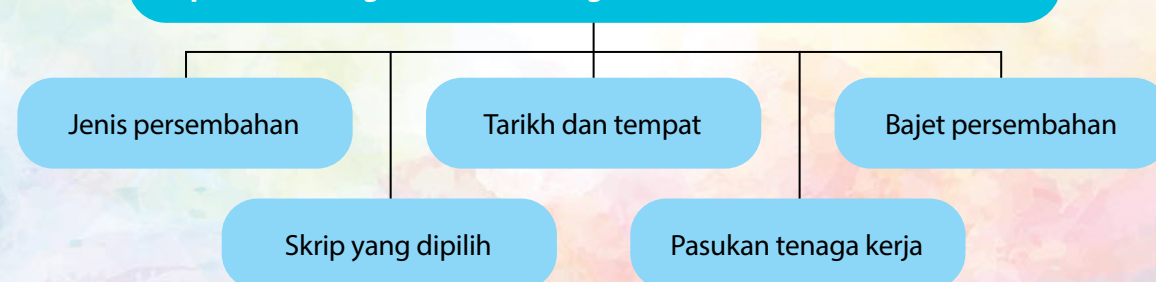 Jenis persembahan
Tarikh dan tempat
Bajet persembahan
Skrip yang dipilih
Pasukan tenaga kerja